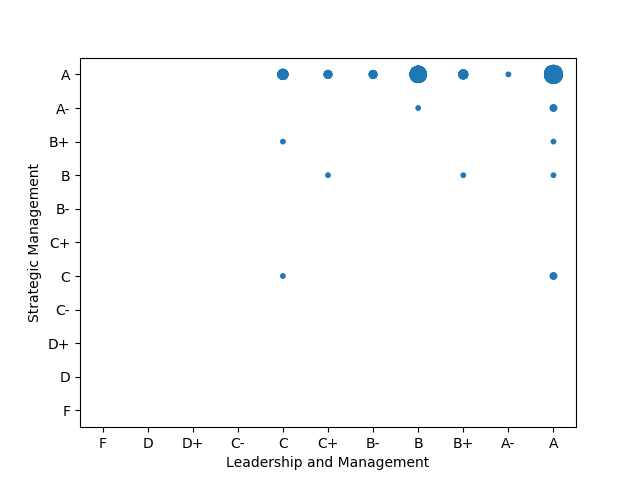 A
A-
B+
B
B-
C+
C
C-
D+
D
F
Strategic Management
F D D+ C- C C+ B- B B+ A- A
Leadership and Management